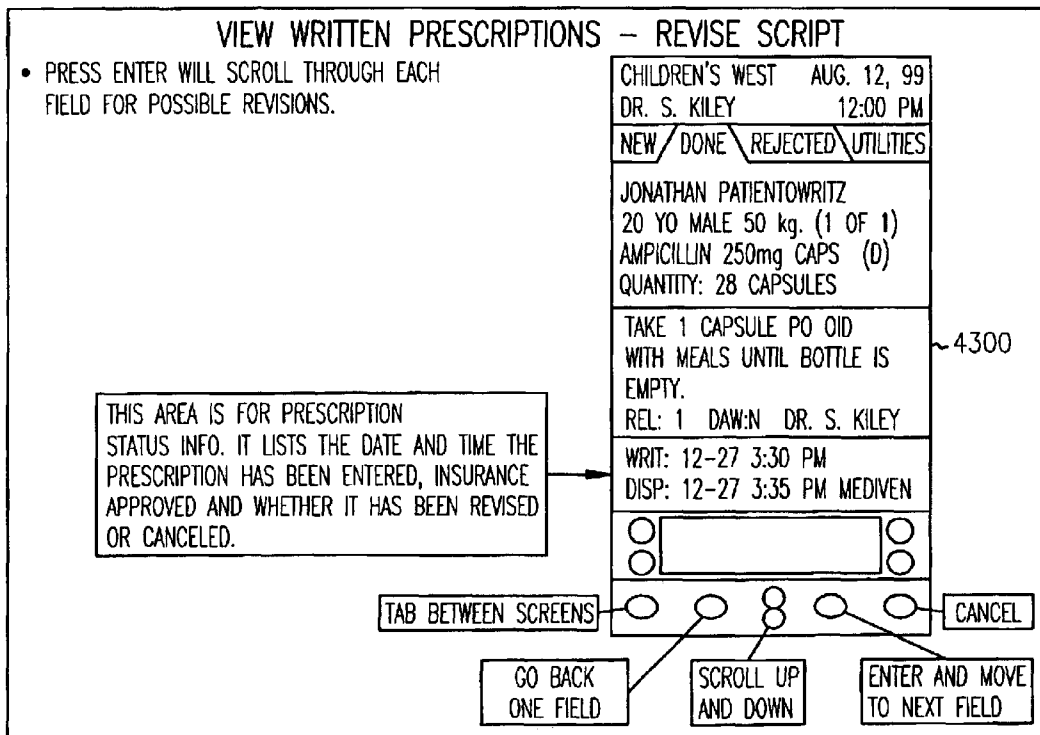 VIEW WRITTEN PRESCRIPTIONS – REVISE SCRIPT
• PRESS ENTER WILL SCROLL THROUGH EACH
FIELD FOR POSSIBLE REVISIONS.
CHILDREN'S WEST AUG. 12, 99
DR. S. KILEY 12:00 PM
NEW DONE REJECTED UTILITIES
JONATHAN PATIENTOWRITZ
20 YO MALE 50 kg. (1 OF 1)
AMPICILLIN 250mg CAPS (D)
QUANTITY: 28 CAPSULES
TAKE 1 CAPSULE PO OID
WITH MEALS UNTIL BOTTLE IS
EMPTY.
REL: 1 DAW:N DR. S. KILEY
4300
THIS AREA IS FOR PRESCRIPTION
STATUS INFO. IT LISTS THE DATE AND TIME THE
PRESCRIPTION HAS BEEN ENTERED, INSURANCE
APPROVED AND WHETHER IT HAS BEEN REVISED
OR CANCELED.
WRIT: 12-27 3:30 PM
DISP: 12-27 3:35 PM MEDIVEN
TAB BETWEEN SCREENS
CANCEL
GO BACK
ONE FIELD
SCROLL UP
AND DOWN
ENTER AND MOVE
TO NEXT FIELD